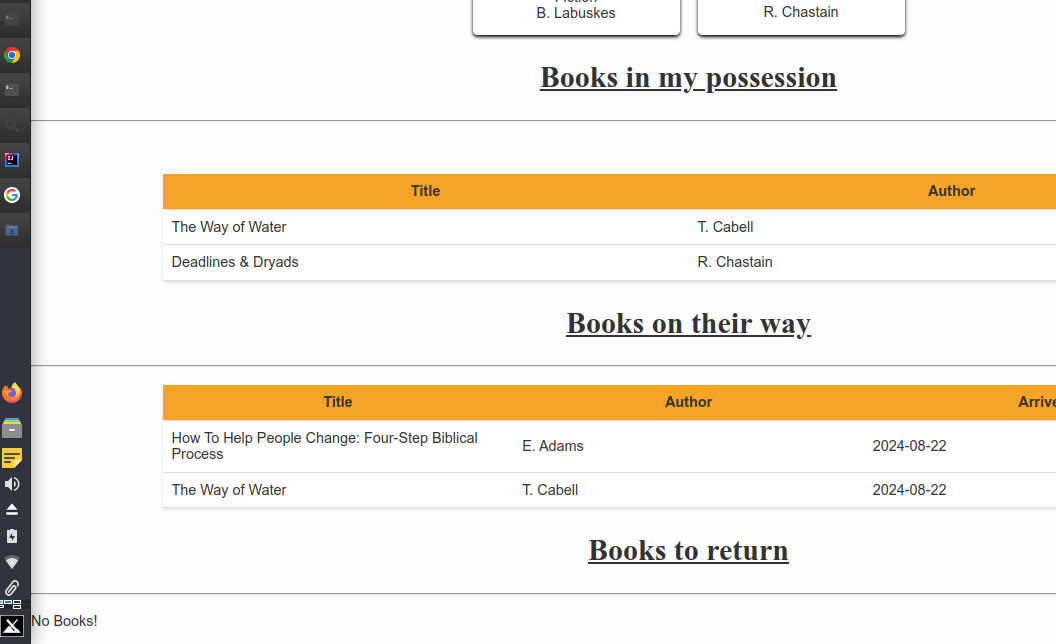 Fiction
B. Labuskes
R. Chastain
Books in my possession
Title Author
The Way of Water T. Cabell
Deadlines & Dryads R. Chastain
Books on their way
Title Author Arrive
How To Help People Change: Four-Step Biblical
Process E. Adams 2024-08-22
The Way of Water T. Cabell 2024-08-22
Books to return
No Books!